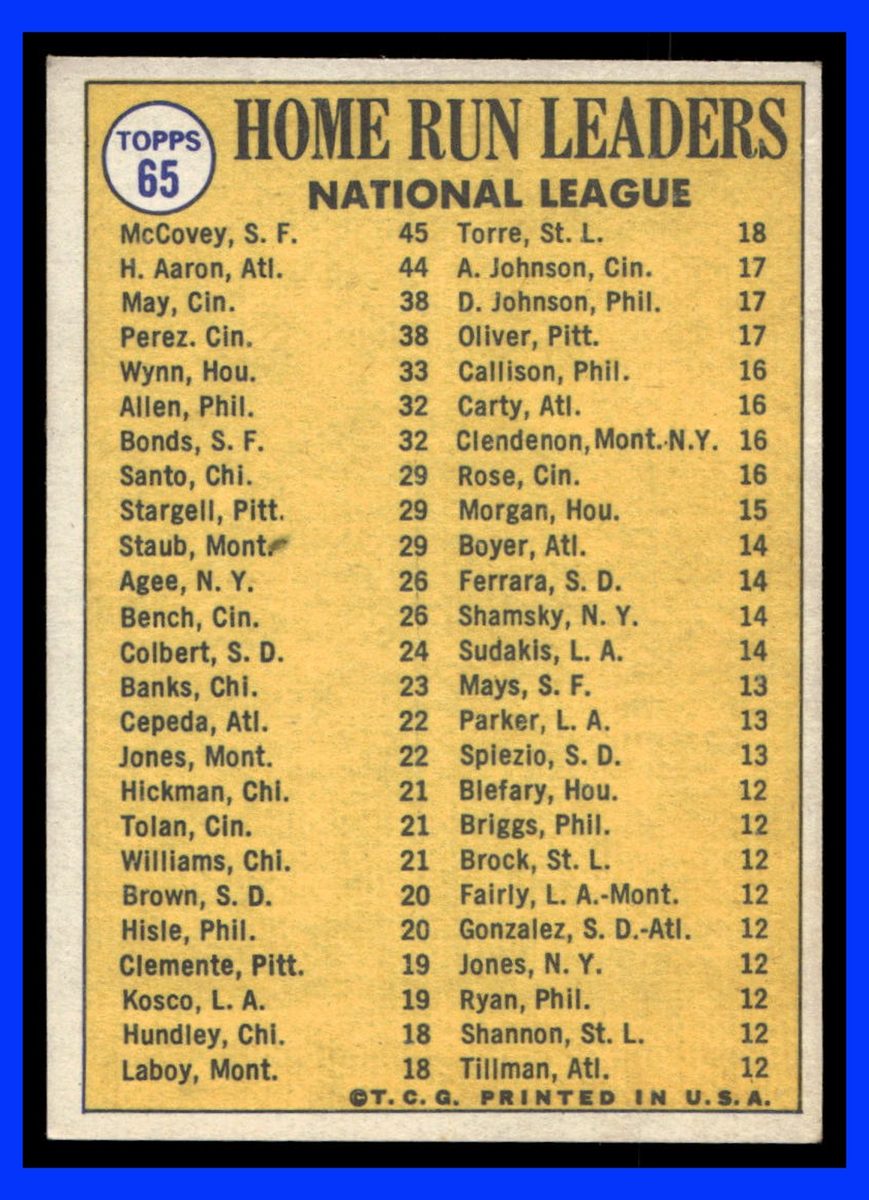 TOPPS
65
HOME RUN LEADERS
NATIONAL LEAGUE
McCovey, S. F. 45
H. Aaron, Atl. 44
May, Cin. 38
Perez. Cin. 38
Wynn, Hou. 33
Allen, Phil. 32
Bonds, S. F. 32
Santo, Chi. 29
Stargell, Pitt. 29
Staub, Mont. 29
Agee, N. Y. 26
Bench, Cin. 26
Colbert, S. D. 24
Banks, Chi. 23
Cepeda, Atl. 22
Jones, Mont. 22
Hickman, Chi. 21
Tolan, Cin. 21
Williams, Chi. 21
Brown, S. D. 20
Hisle, Phil. 20
Clemente, Pitt. 19
Kosco, L. A. 19
Hundley, Chi. 18
Laboy, Mont. 18
Torre, St. L. 18
A. Johnson, Cin. 17
D. Johnson, Phil. 17
Oliver, Pitt. 17
Callison, Phil. 16
Carty, Atl. 16
Clendenon, Mont.-N.Y. 16
Rose, Cin. 16
Morgan, Hou. 15
Boyer, Atl. 14
Ferrara, S. D. 14
Shamsky, N. Y. 14
Sudakis, L. A. 14
Mays, S. F. 13
Parker, L. A. 13
Spiezio, S. D. 13
Blefary, Hou. 12
Briggs, Phil. 12
Brock, St. L. 12
Fairly, L. A.-Mont. 12
Gonzalez, S. D.-Atl. 12
Jones, N. Y. 12
Ryan, Phil. 12
Shannon, St. L. 12
Tillman, Atl. 12
©T. C. G. PRINTED IN U. S. A.